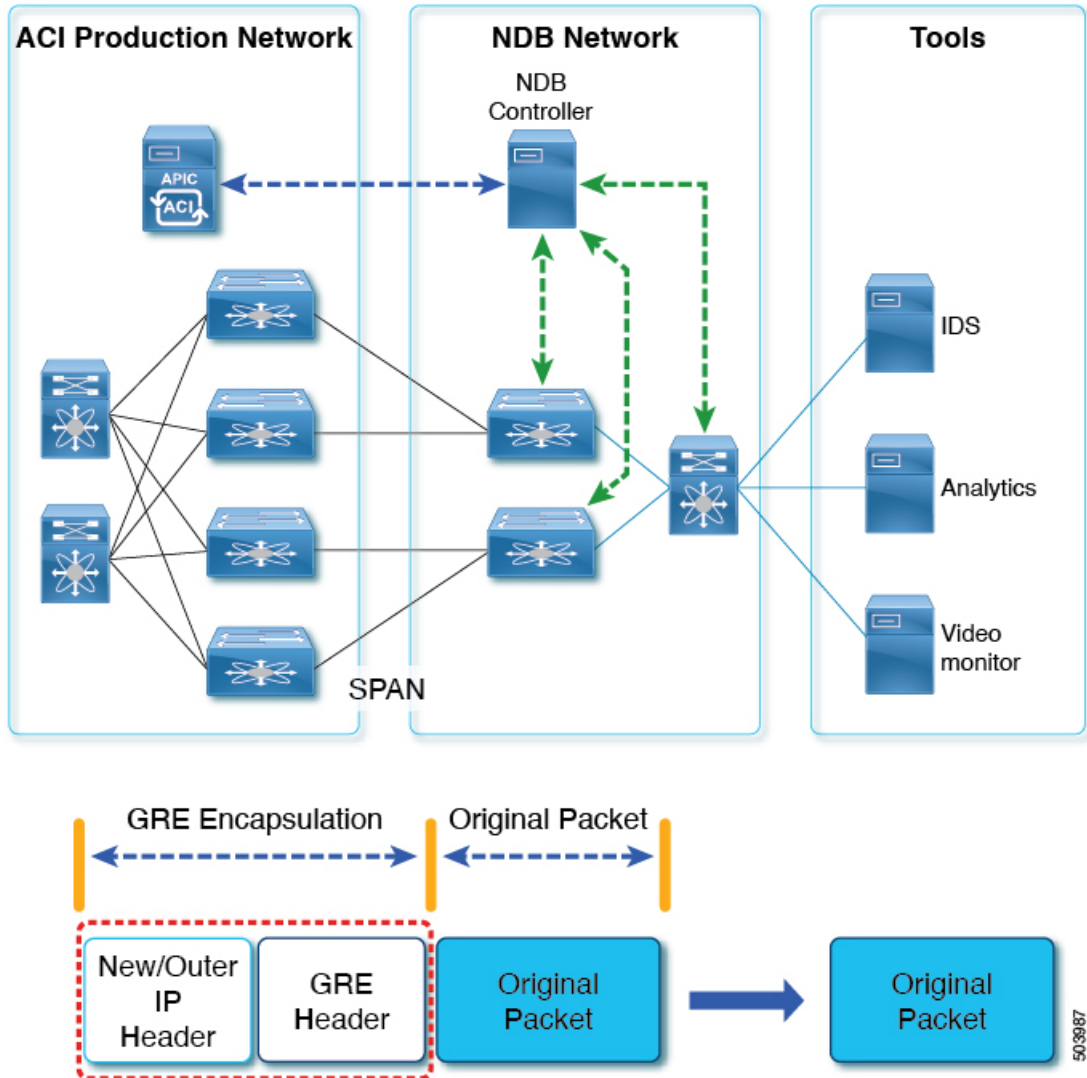 ACI Production Network
NDB Network
Tools
NDB
Controller
APIC
ACI
IDS
Analytics
Video
monitor
SPAN
GRE Encapsulation
Original Packet
New/Outer
IP
Header
GRE
Header
Original
Packet
Original
Packet
503987